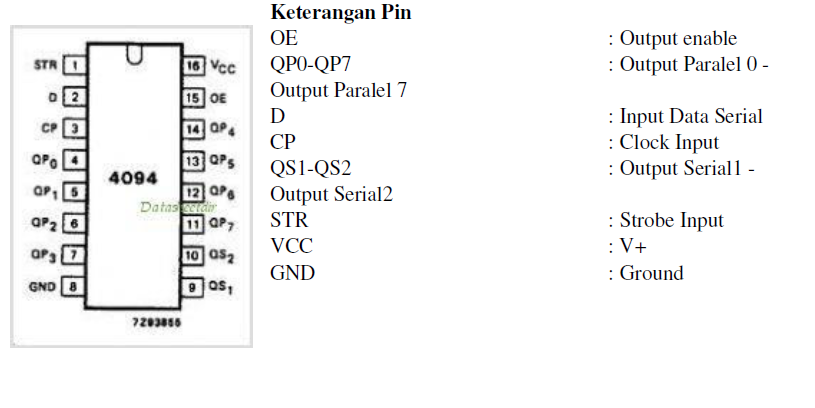 Keterangan Pin
OE : Output enable
QP0-QP7 : Output Paralel 0 -
Output Paralel 7
D : Input Data Serial
CP : Clock Input
QS1-QS2 : Output Serial1 -
Output Serial2
STR : Strobe Input
VCC : V+
GND : Ground
STR 1 16 VCC
D 2 15 OE
CP 3 14 QP4
QP0 4 13 QP5
4094
QP1 5 12 QP6
QP2 6 11 QP7
QP3 7 10 QS2
GND 8 9 QS1
7Z93855